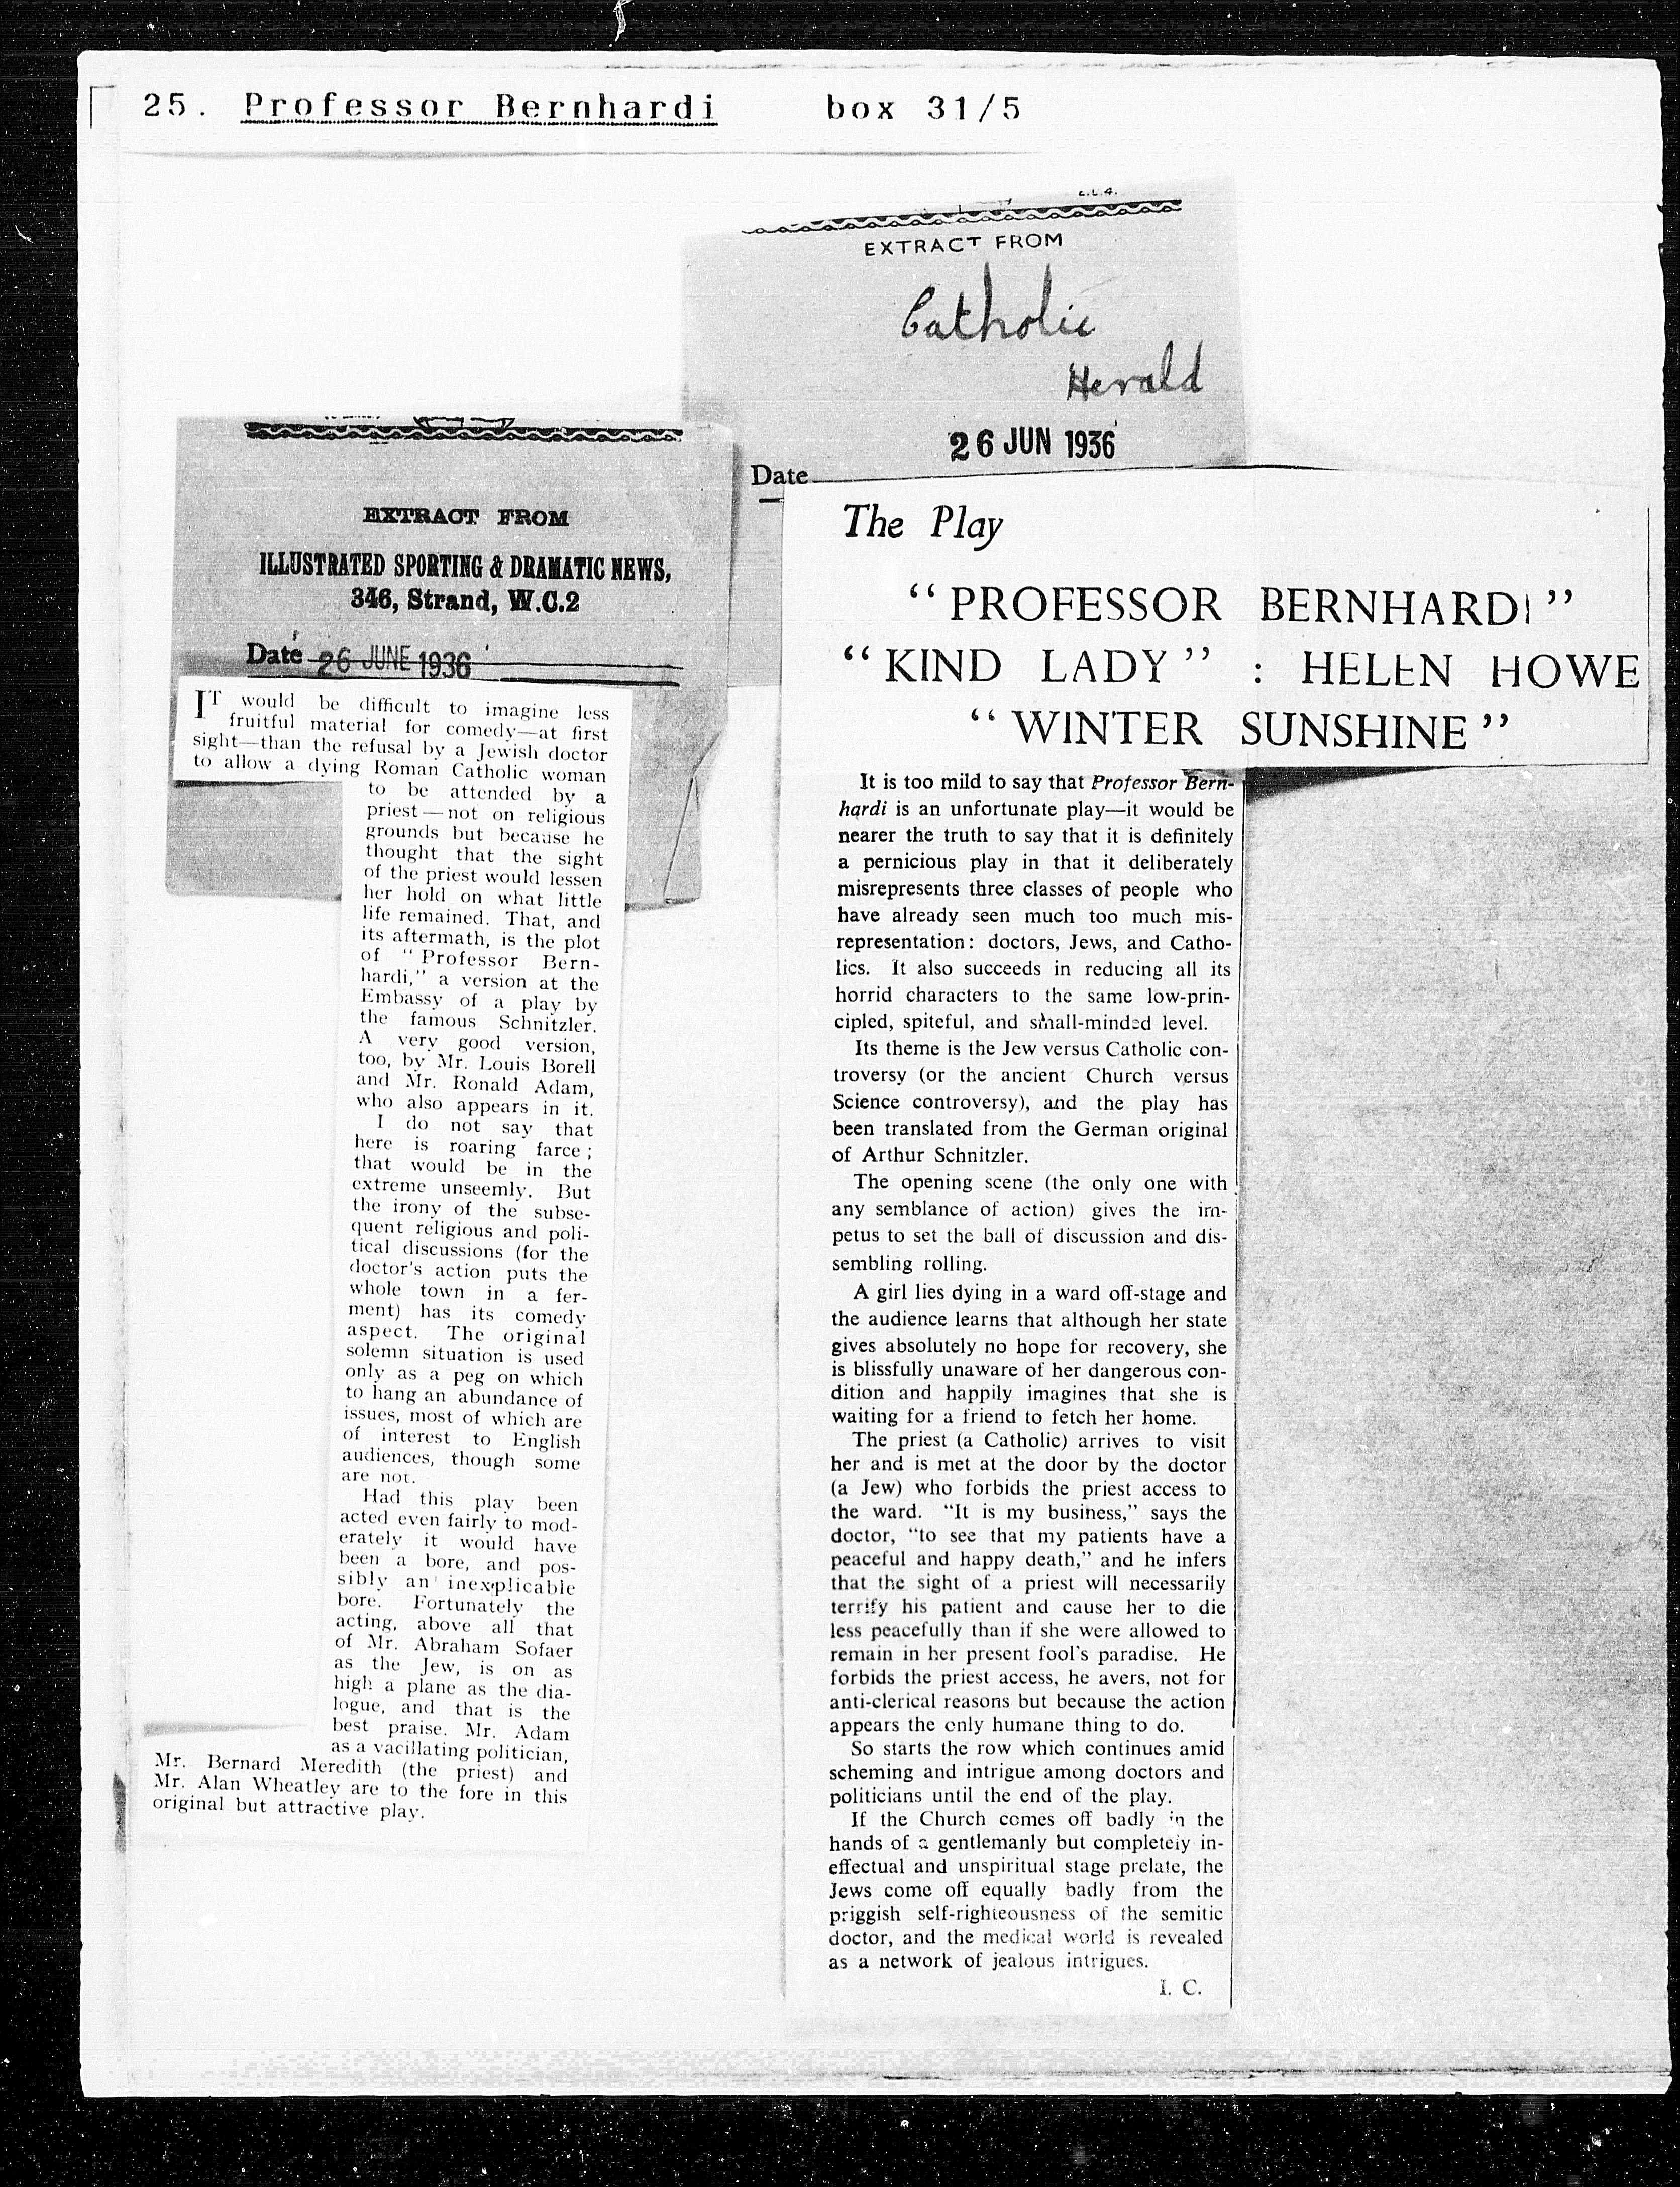 25. Professor Bernhardi box 31/5
EXTRACT FROM
Catholic
Herald
26 JUN 1936
Date
EXTRACT FROM
ILLUSTRATED SPORTING & DRAMATIC NEWS,
346, Strand, W.C.2
Date 26 JUNE 1936
IT would be difficult to imagine less
fruitful material for comedy—at first
sight—than the refusal by a Jewish doctor
to allow a dying Roman Catholic woman
to be attended by a
priest—not on religious
grounds but because he
thought that the sight
of the priest would lessen
her hold on what little
life remained. That, and
its aftermath, is the plot
of "Professor Bern-
hardi," a version at the
Embassy of a play by
the famous Schnitzler.
A very good version,
too, by Mr. Louis Borell
and Mr. Ronald Adam,
who also appears in it.
I do not say that
here is roaring farce;
that would be in the
extreme unseemly. But
the irony of the subse-
quent religious and poli-
tical discussions (for the
doctor's action puts the
whole town in a fer-
ment) has its comedy
aspect. The original
solemn situation is used
only as a peg on which
to hang an abundance of
issues, most of which are
of interest to English
audiences, though some
are not.
Had this play been
acted even fairly to mod-
erately it would have
been a bore, and pos-
sibly an inexplicable
bore. Fortunately the
acting, above all that
of Mr. Abraham Sofaer
as the Jew, is on as
high a plane as the dia-
logue, and that is the
best praise. Mr. Adam
as a vacillating politician,
Mr. Bernard Meredith (the priest) and
Mr. Alan Wheatley are to the fore in this
original but attractive play.
The Play
"PROFESSOR BERNHARDI"
"KIND LADY" : HELEN HOWE
"WINTER SUNSHINE"
It is too mild to say that Professor Bern-
hardi is an unfortunate play—it would be
nearer the truth to say that it is definitely
a pernicious play in that it deliberately
misrepresents three classes of people who
have already seen much too much mis-
representation: doctors, Jews, and Catho-
lics. It also succeeds in reducing all its
horrid characters to the same low-prin-
cipled, spiteful, and small-minded level.
Its theme is the Jew versus Catholic con-
troversy (or the ancient Church versus
Science controversy), and the play has
been translated from the German original
of Arthur Schnitzler.
The opening scene (the only one with
any semblance of action) gives the im-
petus to set the ball of discussion and dis-
sembling rolling.
A girl lies dying in a ward off-stage and
the audience learns that although her state
gives absolutely no hope for recovery, she
is blissfully unaware of her dangerous con-
dition and happily imagines that she is
waiting for a friend to fetch her home.
The priest (a Catholic) arrives to visit
her and is met at the door by the doctor
(a Jew) who forbids the priest access to
the ward. "It is my business," says the
doctor, "to see that my patients have a
peaceful and happy death," and he infers
that the sight of a priest will necessarily
terrify his patient and cause her to die
less peacefully than if she were allowed to
remain in her present fool's paradise. He
forbids the priest access, he avers, not for
anti-clerical reasons but because the action
appears the only humane thing to do.
So starts the row which continues amid
scheming and intrigue among doctors and
politicians until the end of the play.
If the Church comes off badly in the
hands of a gentlemanly but completely in-
effectual and unspiritual stage prelate, the
Jews come off equally badly from the
priggish self-righteousness of the semitic
doctor, and the medical world is revealed
as a network of jealous intrigues.
I. C.